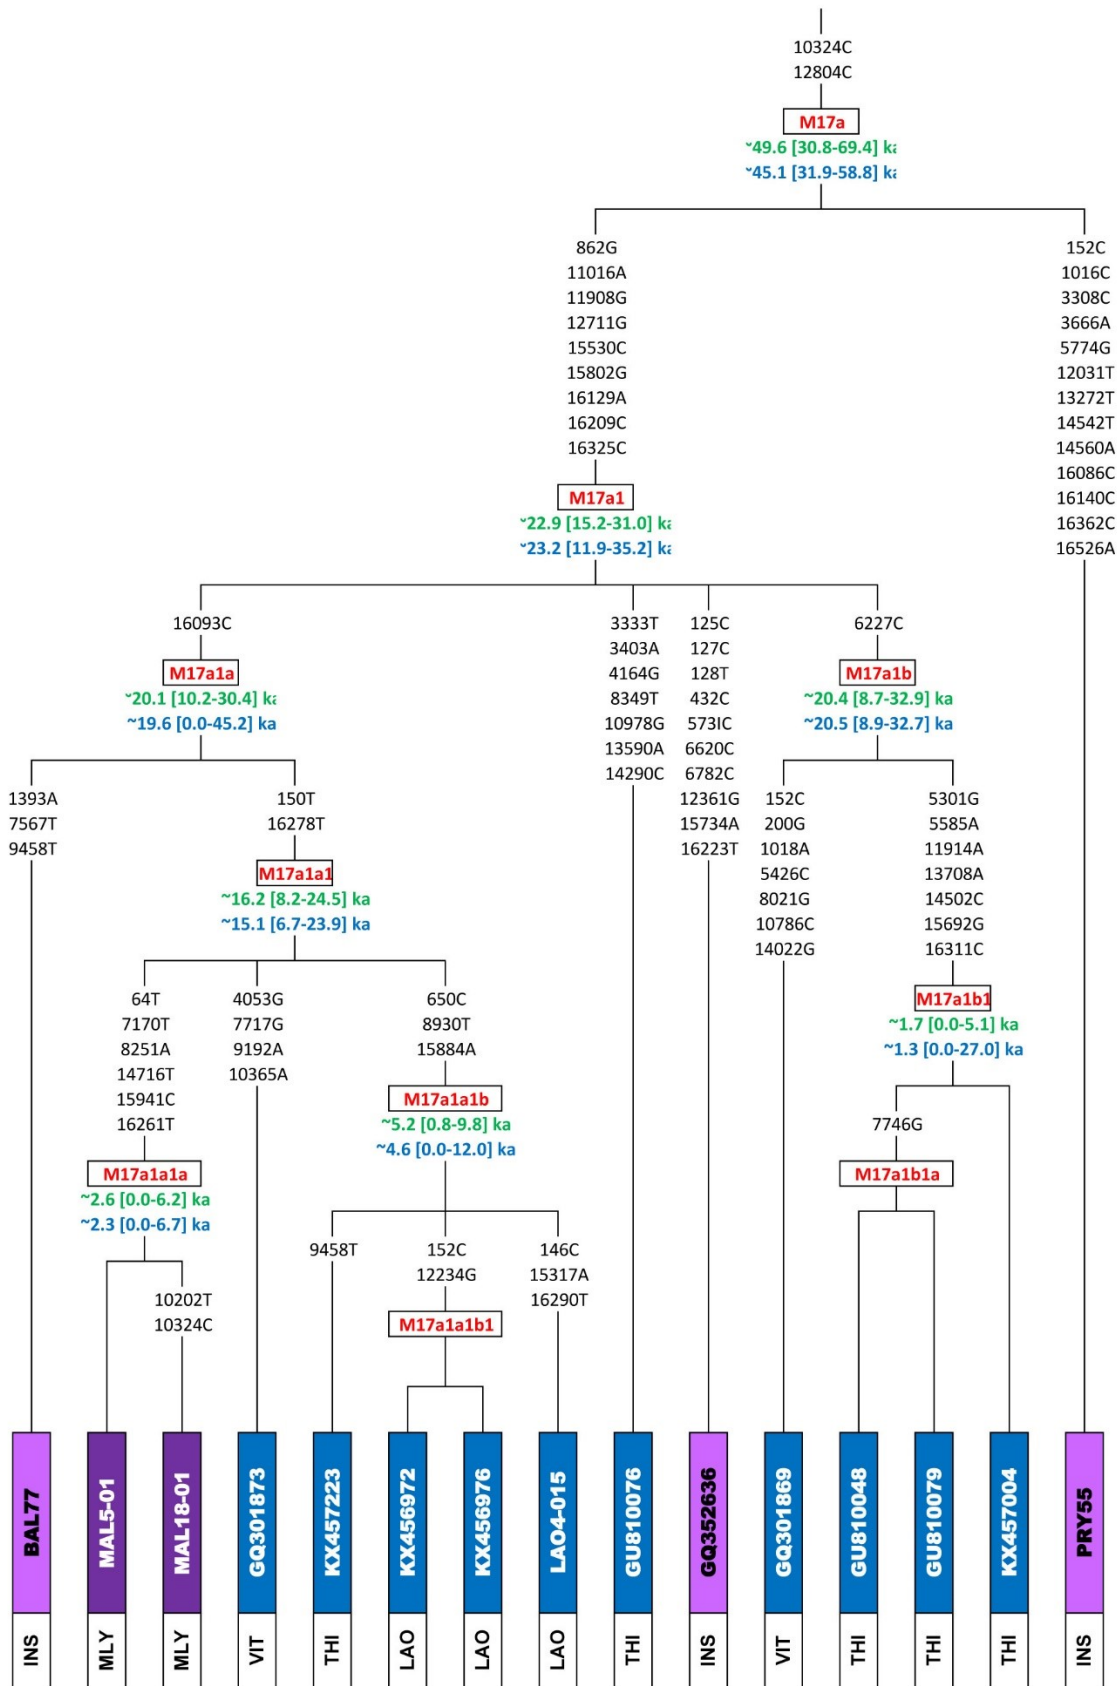 10324C
12804C
M17a
~49.6 [30.8-69.4] ka
~45.1 [31.9-58.8] ka
862G
11016A
11908G
12711G
15530C
15802G
16129A
16209C
16325C
M17a1
~22.9 [15.2-31.0] ka
~23.2 [11.9-35.2] ka
152C
1016C
3308C
3666A
5774G
12031T
13272T
14542T
14560A
16086C
16140C
16362C
16526A
16093C
M17a1a
~20.1 [10.2-30.4] ka
~19.6 [0.0-45.2] ka
3333T
3403A
4164G
8349T
10978G
13590A
14290C
125C
127C
128T
432C
573IC
6620C
6782C
12361G
15734A
16223T
6227C
M17a1b
~20.4 [8.7-32.9] ka
~20.5 [8.9-32.7] ka
1393A
7567T
9458T
150T
16278T
M17a1a1
~16.2 [8.2-24.5] ka
~15.1 [6.7-23.9] ka
152C
200G
1018A
5426C
8021G
10786C
14022G
5301G
5585A
11914A
13708A
14502C
15692G
16311C
M17a1b1
~1.7 [0.0-5.1] ka
~1.3 [0.0-27.0] ka
64T
7170T
8251A
14716T
15941C
16261T
M17a1a1a
~2.6 [0.0-6.2] ka
~2.3 [0.0-6.7] ka
4053G
7717G
9192A
10365A
650C
8930T
15884A
M17a1a1b
~5.2 [0.8-9.8] ka
~4.6 [0.0-12.0] ka
7746G
M17a1b1a
10202T
10324C
9458T
152C
12234G
M17a1a1b1
146C
15317A
16290T
BAL77
MAL5-01
MAL18-01
GQ301873
KX457223
KX456972
KX456976
LAO4-015
GU810076
GQ352636
GQ301869
GU810048
GU810079
KX457004
PRY55
INS
MLY
MLY
VIT
THI
LAO
LAO
LAO
THI
INS
VIT
THI
THI
THI
INS